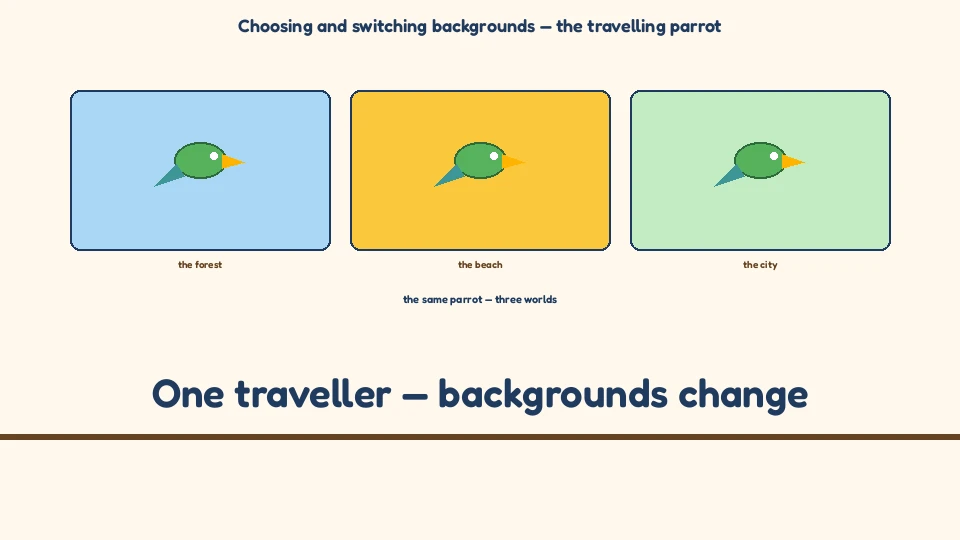 Choosing and switching backgrounds — the travelling parrot
the forest
the beach
the city
the same parrot — three worlds
One traveller — backgrounds change